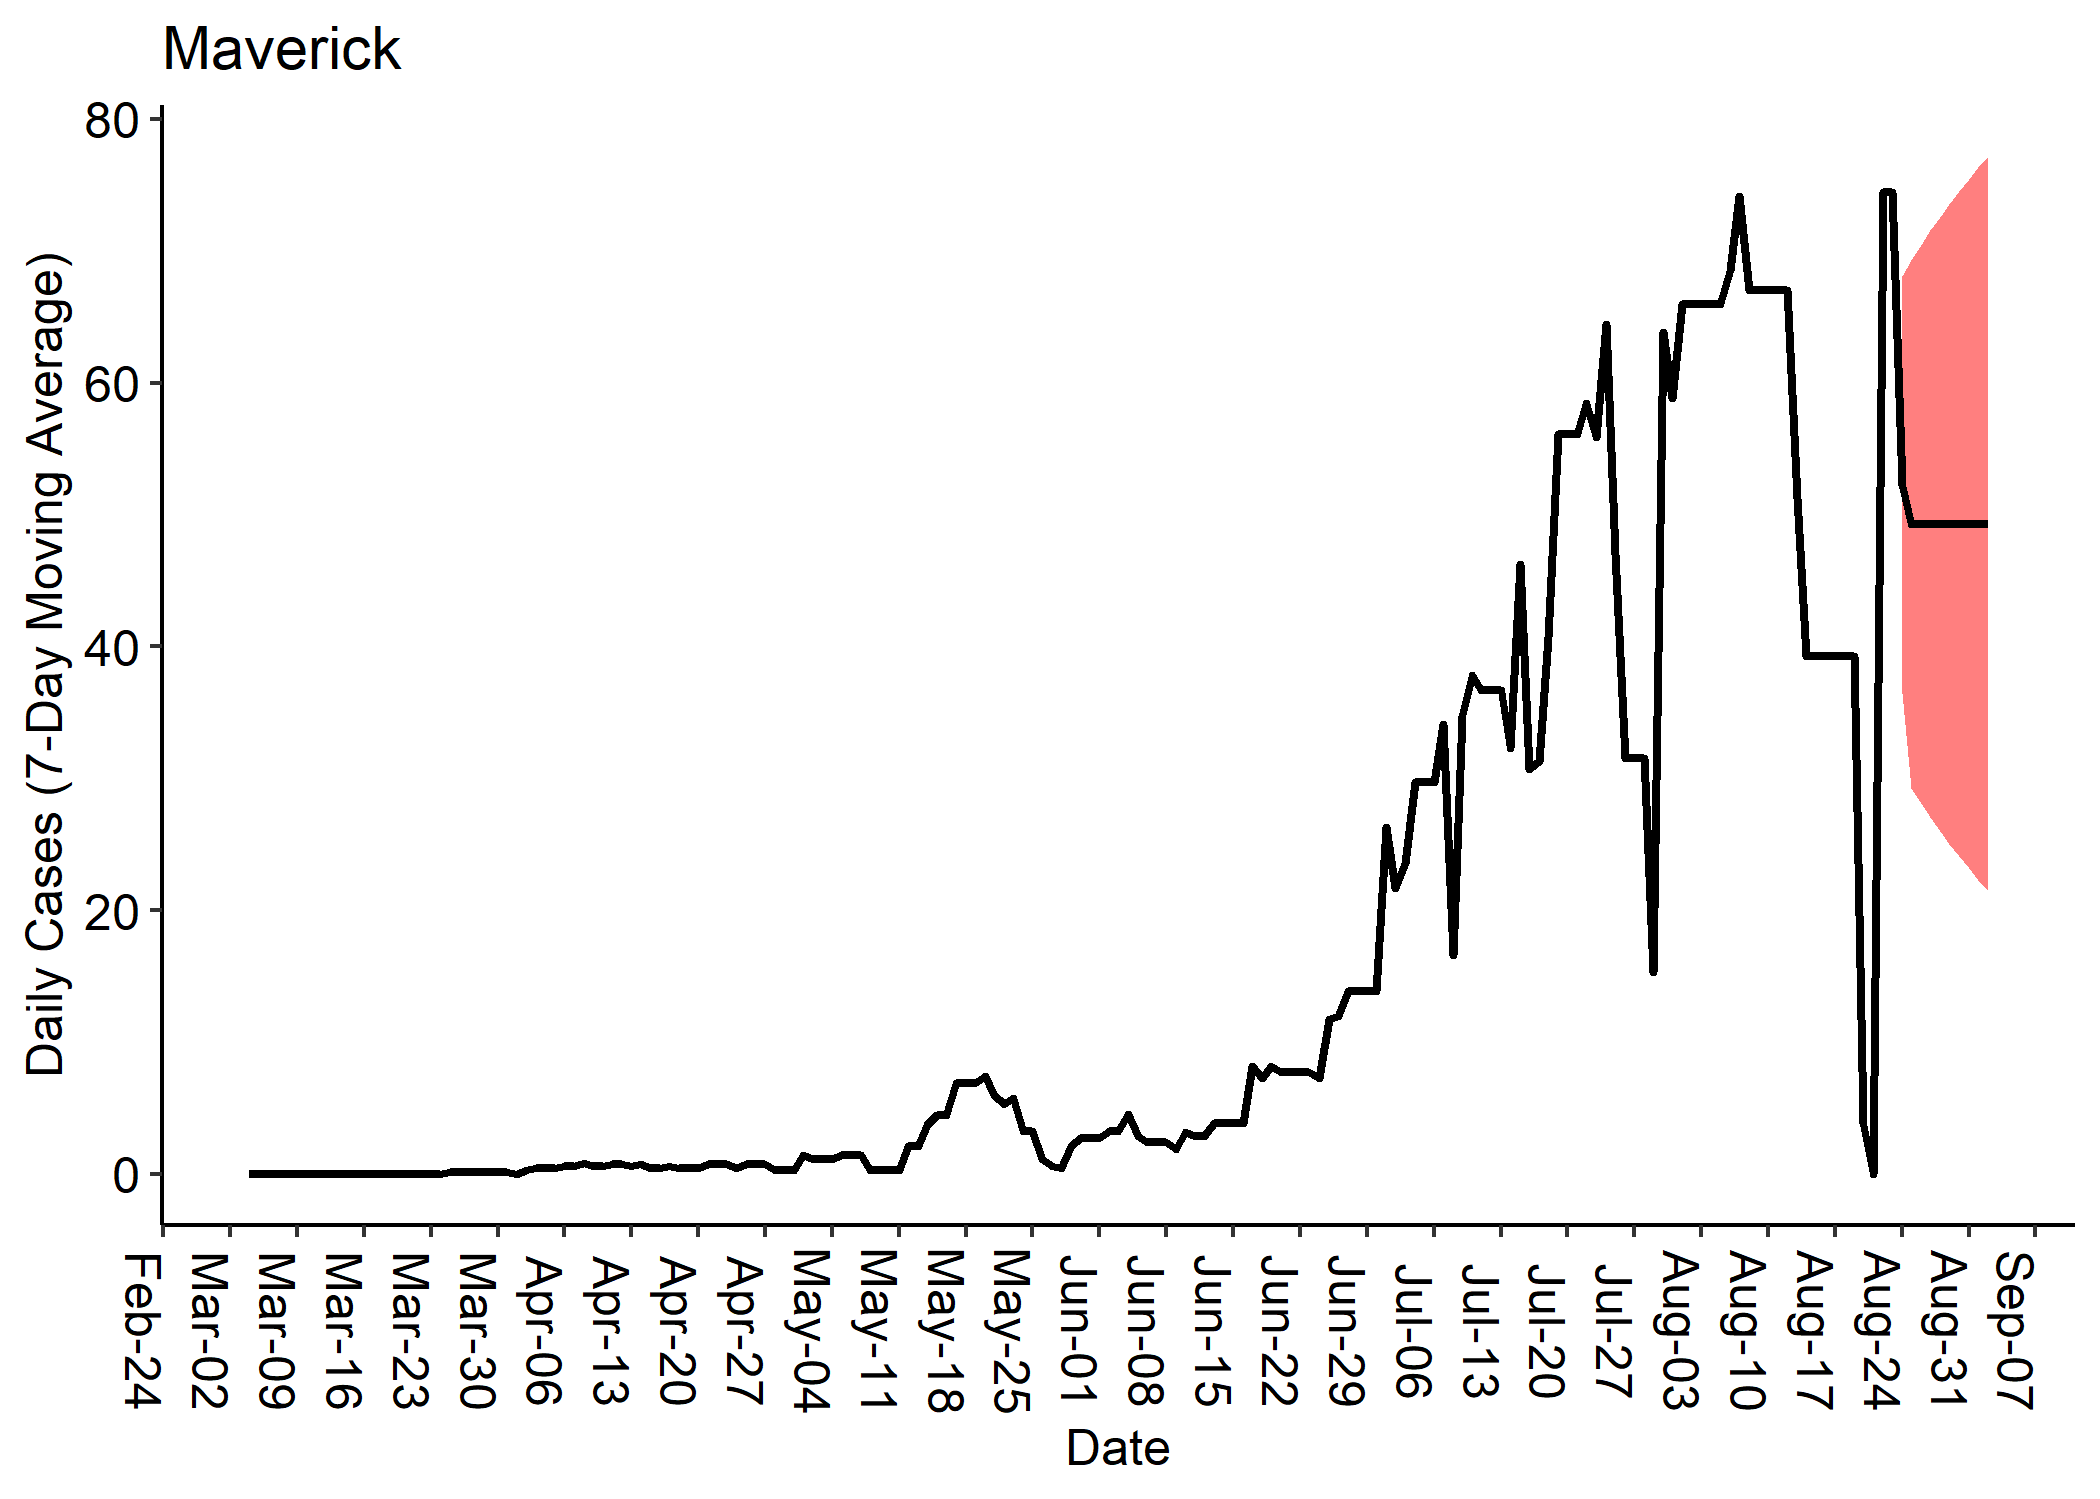 Maverick
Daily Cases (7-Day Moving Average)
80
60
40
20
0
Feb-24
Mar-02
Mar-09
Mar-16
Mar-23
Mar-30
Apr-06
Apr-13
Apr-20
Apr-27
May-04
May-11
May-18
May-25
Jun-01
Jun-08
Jun-15
Jun-22
Jun-29
Jul-06
Jul-13
Jul-20
Jul-27
Aug-03
Aug-10
Aug-17
Aug-24
Aug-31
Sep-07
Date